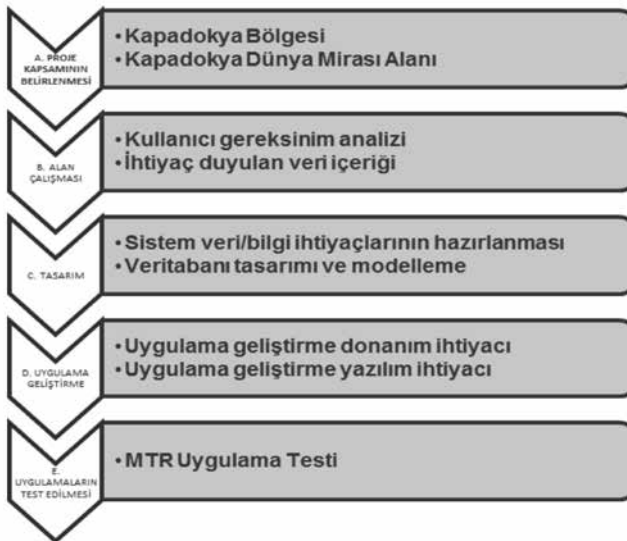 A. PROJE
KAPSAMININ
BELİRLENMESİ
• Kapadokya Bölgesi
• Kapadokya Dünya Mirası Alanı
B. ALAN
ÇALIŞMASI
• Kullanıcı gereksinim analizi
• İhtiyaç duyulan veri içeriği
C. TASARIM
• Sistem veri/bilgi ihtiyaçlarının hazırlanması
• Veritabanı tasarımı ve modelleme
D. UYGULAMA
GELİŞTİRME
• Uygulama geliştirme donanım ihtiyacı
• Uygulama geliştirme yazılım ihtiyacı
E.
UYGULAMALARIN
TEST EDİLMESİ
• MTR Uygulama Testi